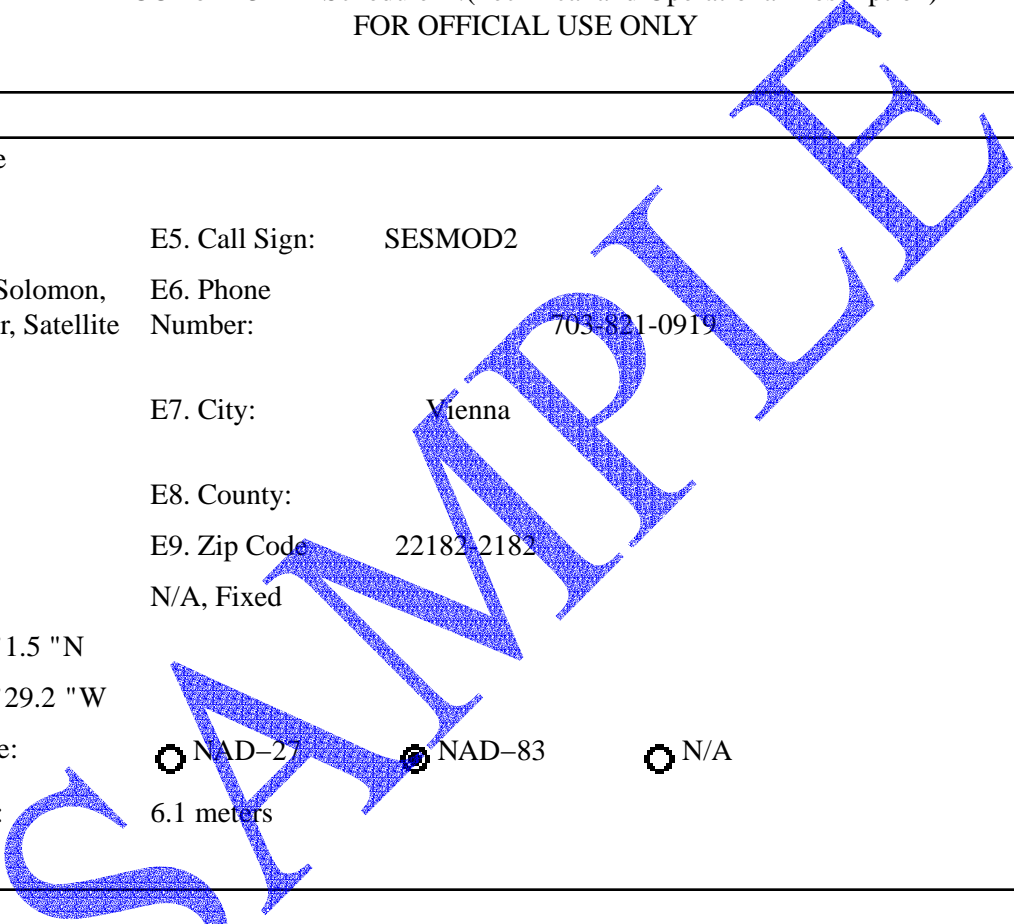 FOR OFFICIAL USE ONLY
e
E5. Call Sign: SESMOD2
Solomon, E6. Phone
r, Satellite Number: 703-821-0919
E7. City: Vienna
E8. County:
E9. Zip Code 22182-2182
N/A, Fixed
1.5 "N
29.2 "W
e: NAD–27 NAD–83 N/A
: 6.1 meters
SAMPLE